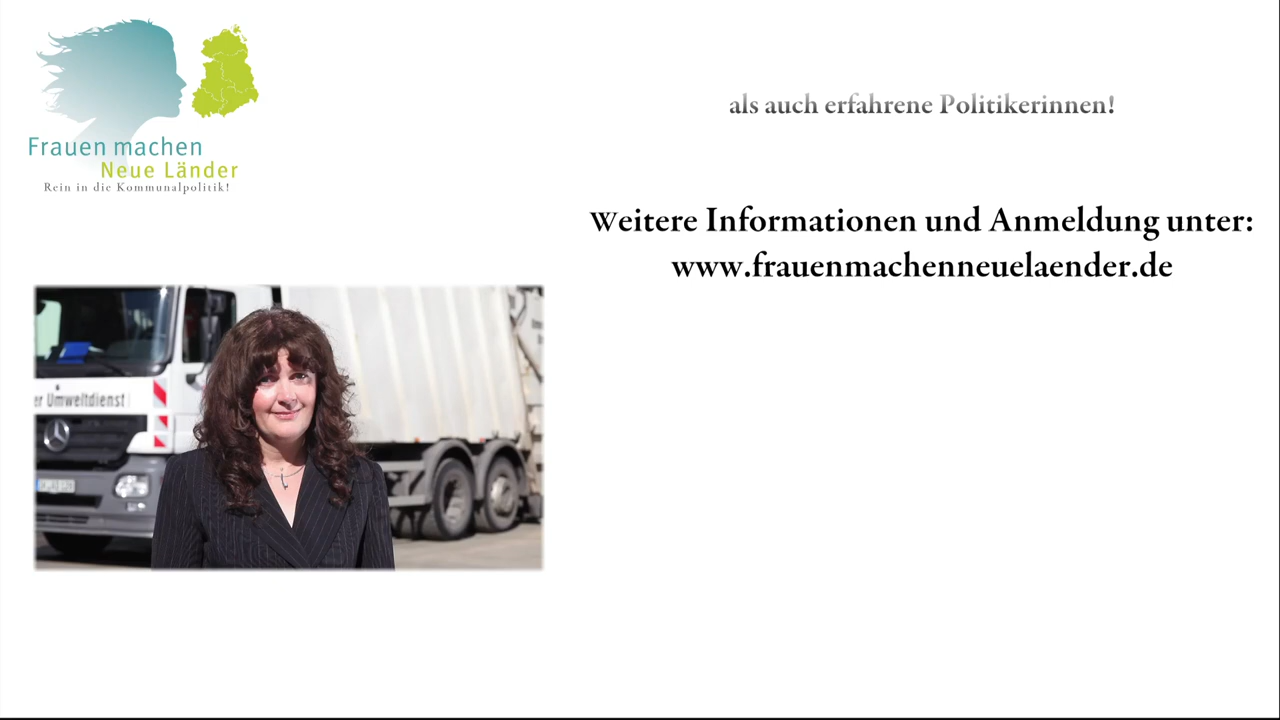 Frauen machen
Neue Länder
Rein in die Kommunalpolitik!
als auch erfahrene Politikerinnen!
Weitere Informationen und Anmeldung unter:
www.frauenmachenneuelaender.de
er Umweltdienst